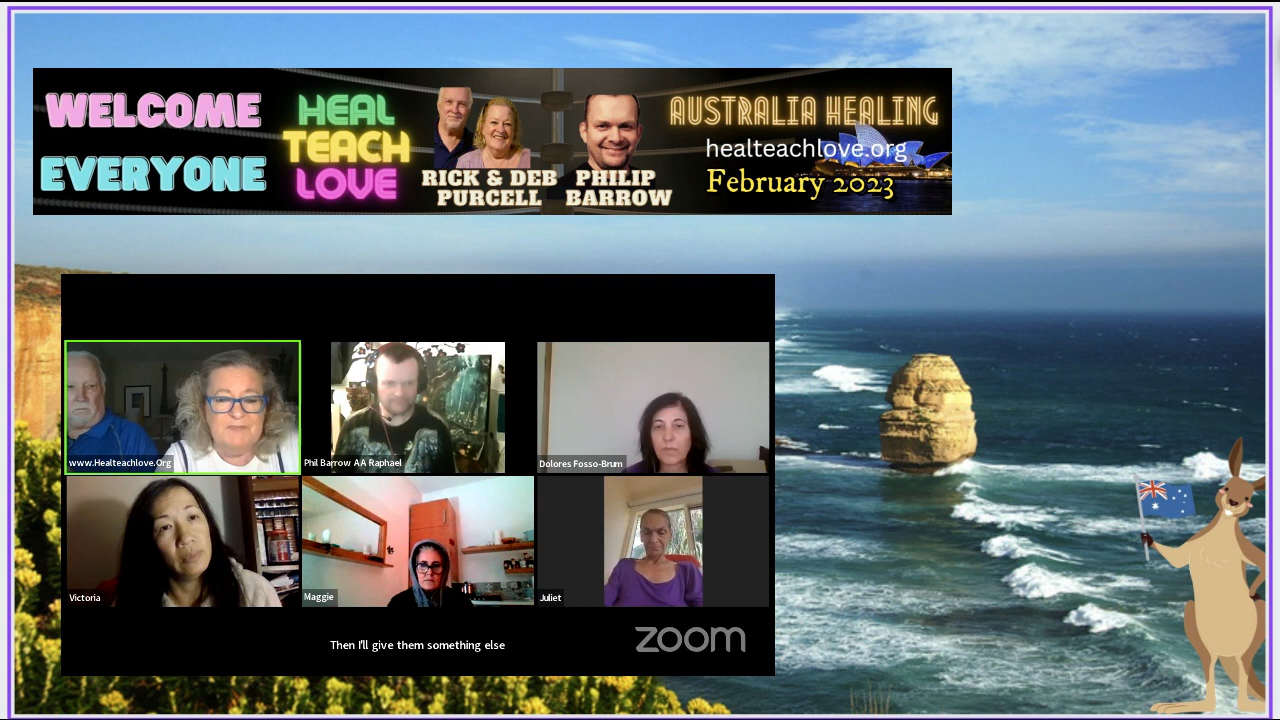 WELCOME
EVERYONE
HEAL
TEACH
LOVE
RICK & DEB
PURCELL
PHILIP
BARROW
AUSTRALIA HEALING
healteachlove.org
February 2023
www.Healteachlove.Org
Phil Barrow AA Raphael
Dolores Fosso-Brum
Victoria
Maggie
Juliet
Then I'll give them something else
zoom